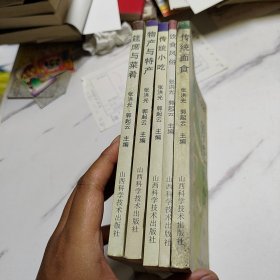 筵席与菜肴 张洪光 郭起云 主编 山西科学技术出版社
物产与特产 张洪光 郭起云 主编 山西科学技术出版社
传统小吃 张洪光 郭起云 主编 山西科学技术出版社
饮食风俗 张洪光 郭起云 主编 山西科学技术出版社
传统面食 张洪光 郭起云 主编 山西科学技术出版社